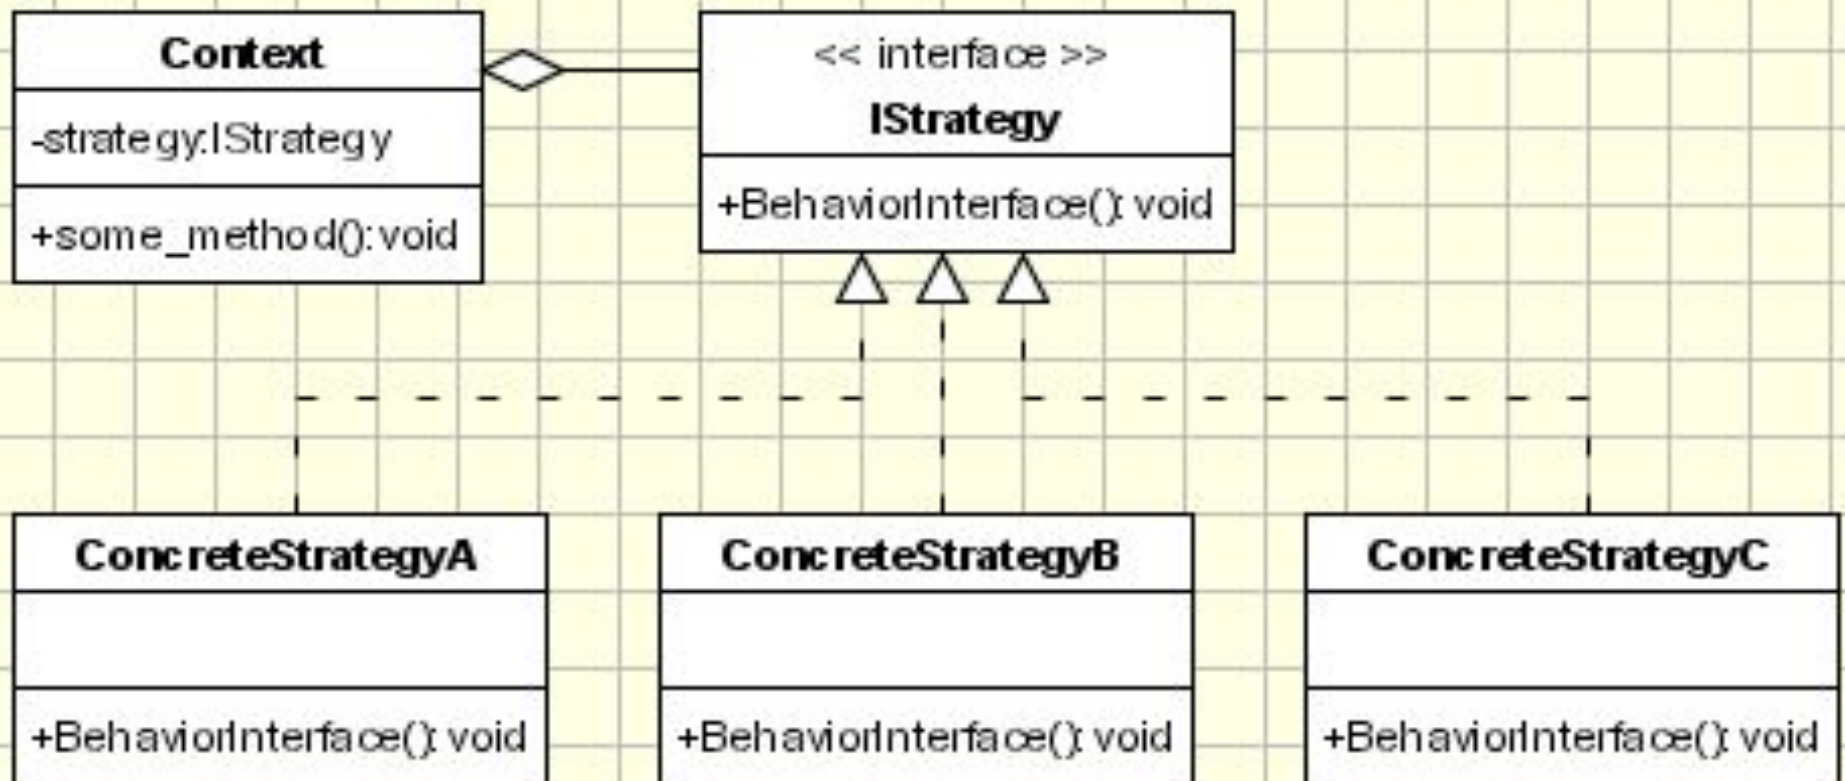 Context
-strategy:IStrategy
+some_method():void
<< interface >>
IStrategy
+BehaviorInterface(): void
ConcreteStrategyA
+BehaviorInterface(): void
ConcreteStrategyB
+BehaviorInterface(): void
ConcreteStrategyC
+BehaviorInterface(): void